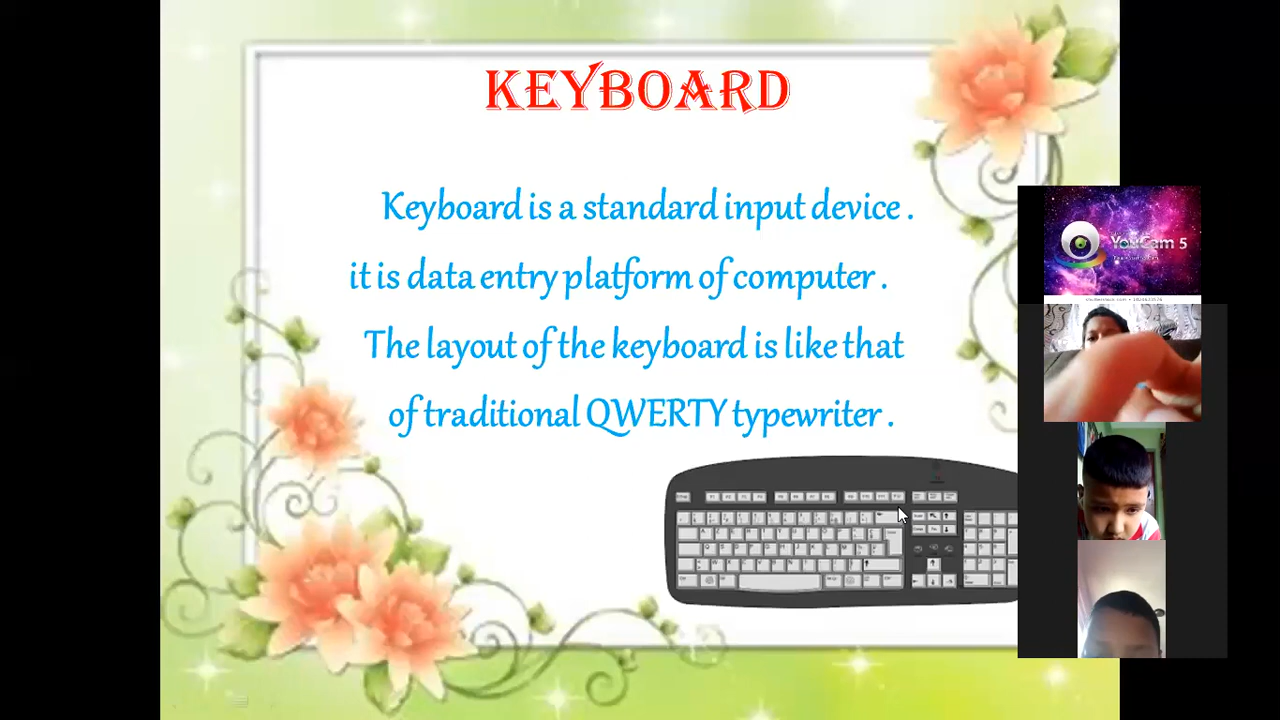 KEYBOARD
Keyboard is a standard input device .
it is data entry platform of computer .
The layout of the keyboard is like that
of traditional QWERTY typewriter .
YouCam 5